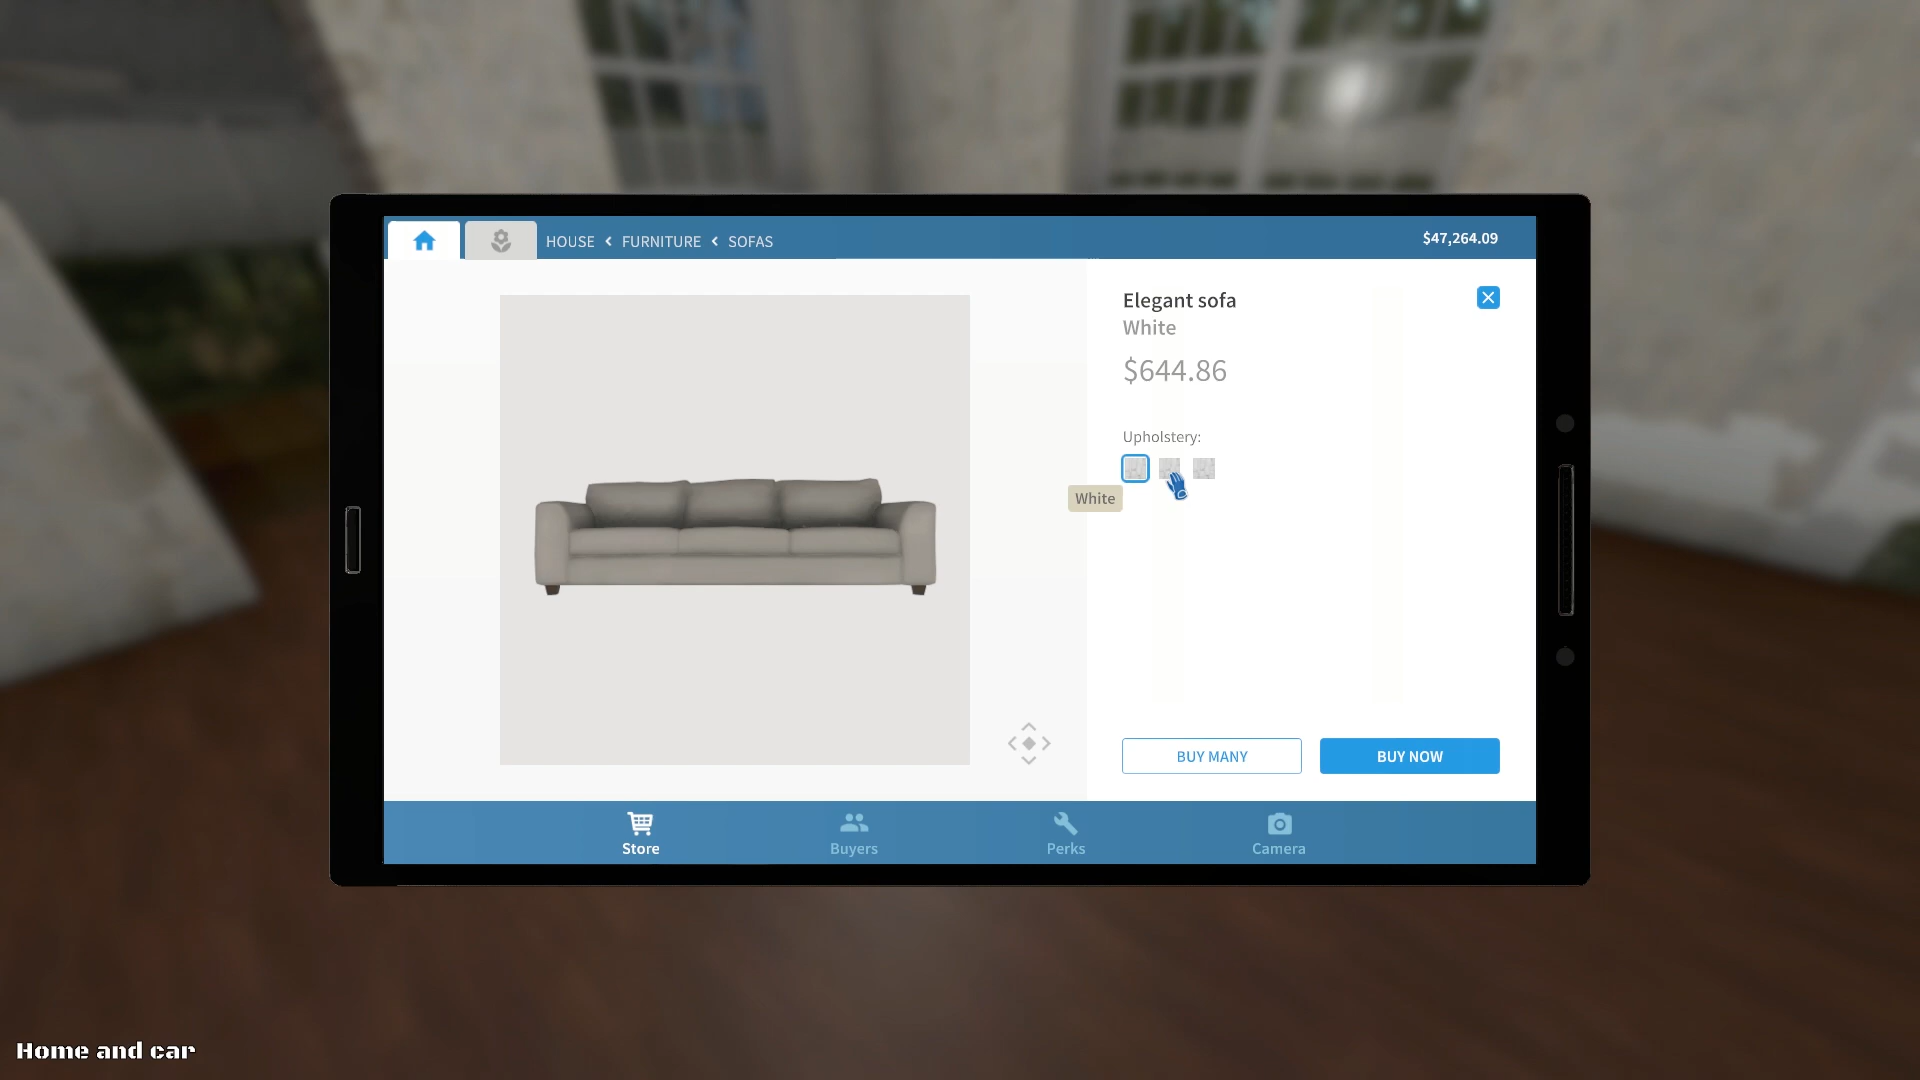 HOUSE < FURNITURE < SOFAS
$47,264.09
Elegant sofa
White
$644.86
Upholstery:
White
BUY MANY
BUY NOW
Store
Buyers
Perks
Camera
Home and car